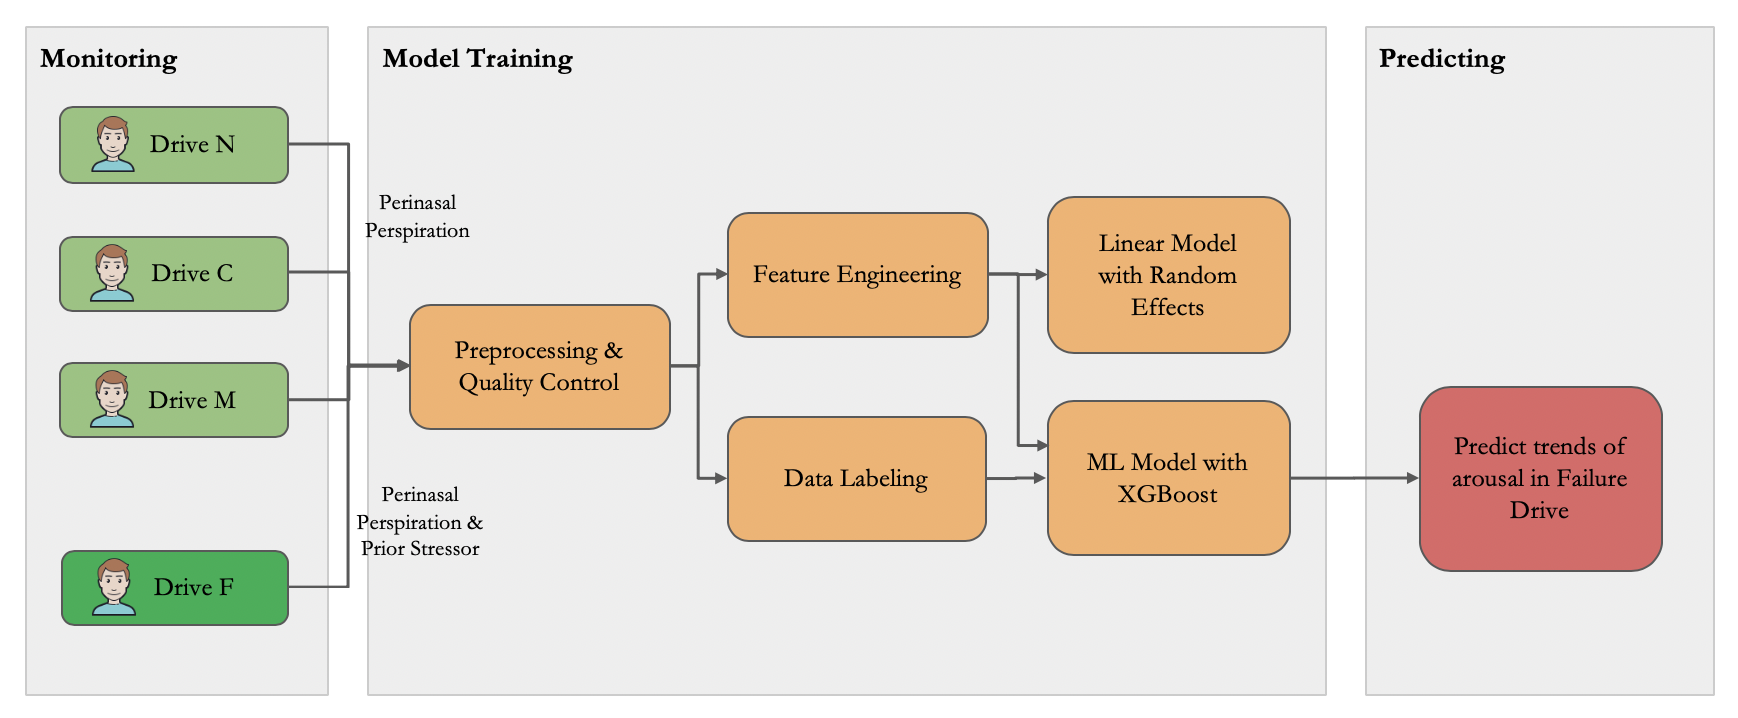 Monitoring
Drive N
Drive C
Drive M
Drive F
Perinasal
Perspiration
Perinasal
Perspiration &
Prior Stressor
Model Training
Preprocessing &
Quality Control
Feature Engineering
Data Labeling
Linear Model
with Random
Effects
ML Model with
XGBoost
Predicting
Predict trends of
arousal in Failure
Drive